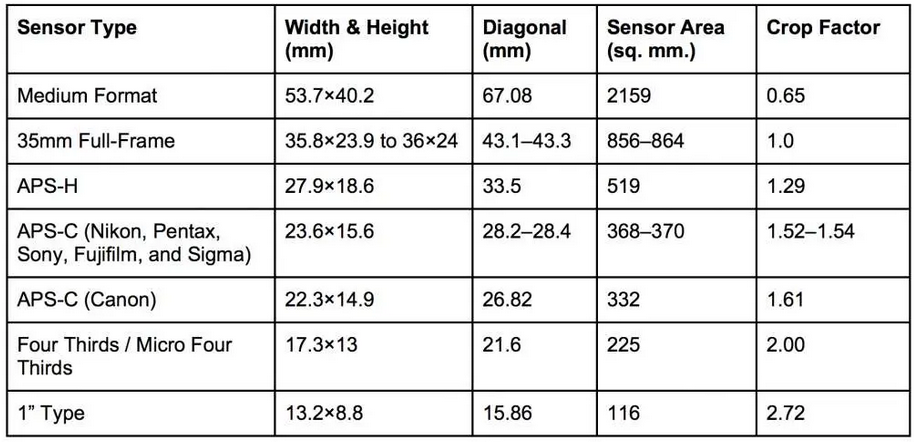 Sensor Type Width & Height (mm) Diagonal (mm) Sensor Area (sq. mm.) Crop Factor
Medium Format 53.7×40.2 67.08 2159 0.65
35mm Full-Frame 35.8×23.9 to 36×24 43.1–43.3 856–864 1.0
APS-H 27.9×18.6 33.5 519 1.29
APS-C (Nikon, Pentax, Sony, Fujifilm, and Sigma) 23.6×15.6 28.2–28.4 368–370 1.52–1.54
APS-C (Canon) 22.3×14.9 26.82 332 1.61
Four Thirds / Micro Four Thirds 17.3×13 21.6 225 2.00
1” Type 13.2×8.8 15.86 116 2.72